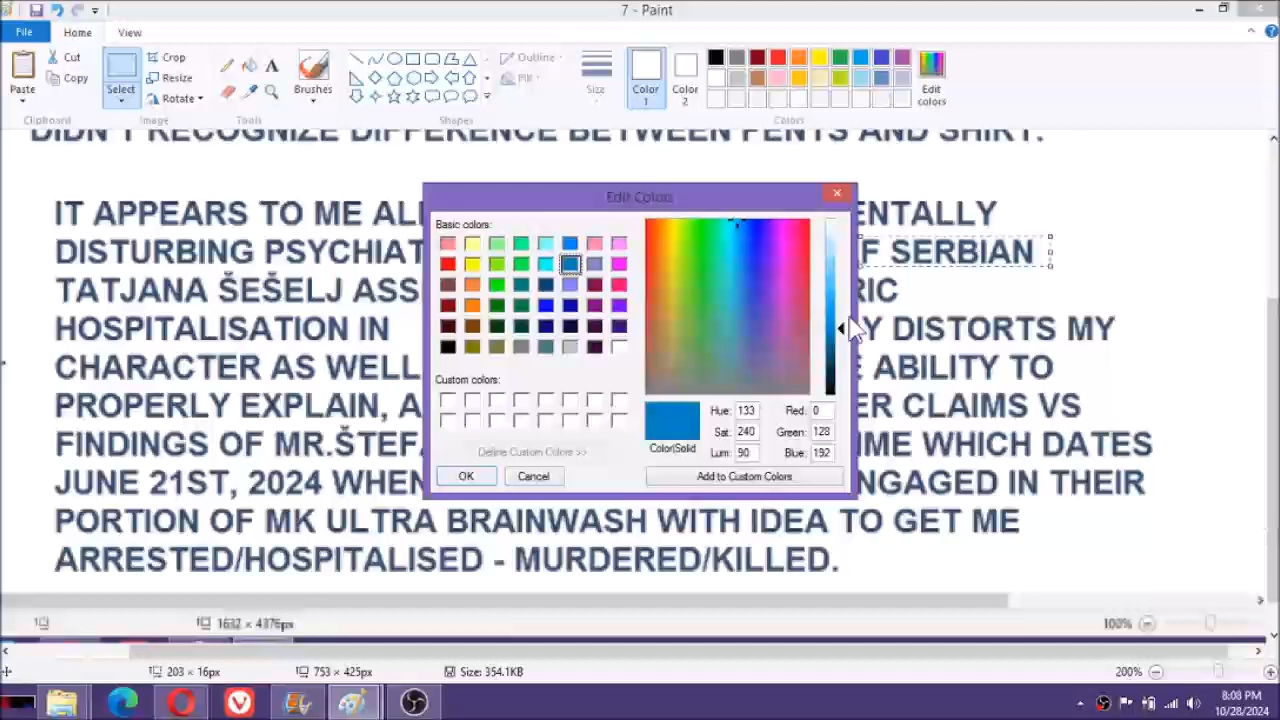 7 - Paint
File
Home
View
Paste
Cut
Copy
Clipboard
Select
Crop
Resize
Rotate
Image
Tools
Brushes
Shapes
Outline
Fill
Size
Color 1
Color 2
Colors
Edit colors
DIDN'T RECOGNIZE DIFFERENCE BETWEEN PENTS AND SHIRT.
IT APPEARS TO ME ENTALLY
DISTURBING F SERBIAN
TATJANA ŠEŠELJ RIC
HOSPITALISATION IN Y DISTORTS MY
CHARACTER AS WELL E ABILITY TO
PROPERLY EXPLAIN, ER CLAIMS VS
FINDINGS OF IME WHICH DATES
JUNE 21ST, 2024 WHEN NGAGED IN THEIR
PORTION OF MK ULTRA BRAINWASH WITH IDEA TO GET ME
ARRESTED/HOSPITALISED - MURDERED/KILLED.
Edit Colors
Basic colors:
Custom colors:
Define Custom Colors >>
OK
Cancel
Color|Solid
Hue: 133
Sat: 240
Lum: 90
Red: 0
Green: 128
Blue: 192
Add to Custom Colors
1632 × 4376px
100%
203 × 16px
753 × 425px
Size: 354.1KB
200%
8:08 PM
10/28/2024